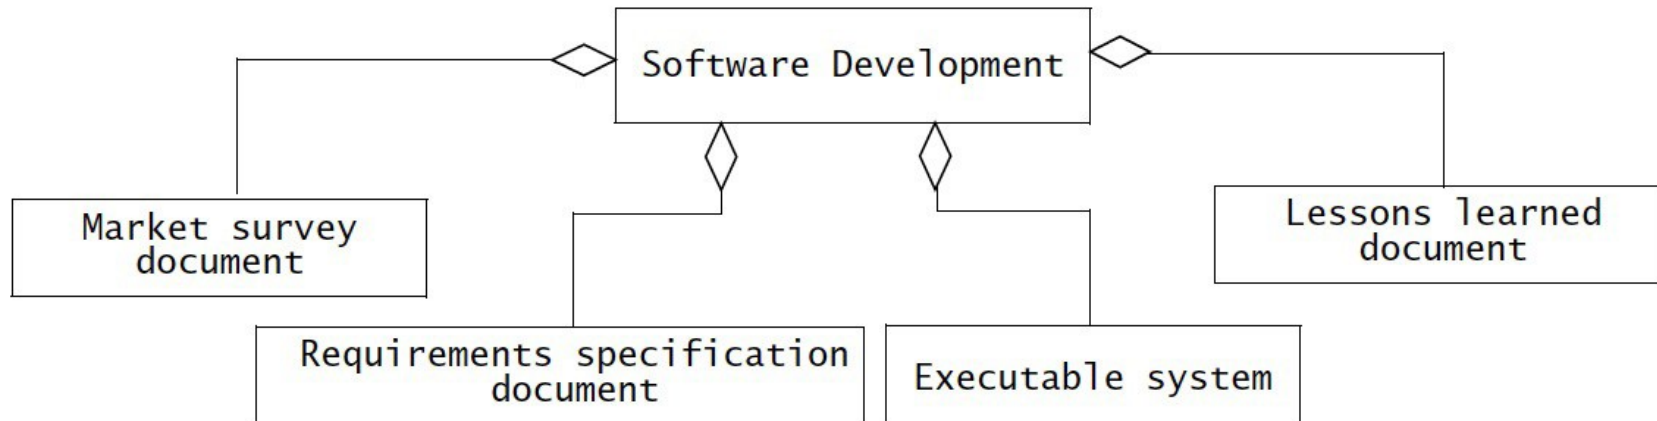 Software Development
Market survey
document
Lessons learned
document
Requirements specification
document
Executable system